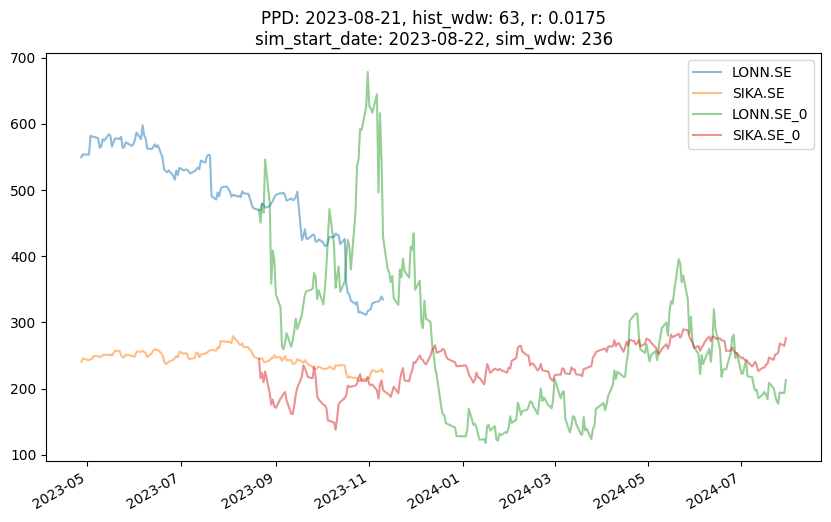 PPD: 2023-08-21, hist_wdw: 63, r: 0.0175
sim_start_date: 2023-08-22, sim_wdw: 236
700
600
500
400
300
200
100
LONN.SE
SIKA.SE
LONN.SE_0
SIKA.SE_0
2023-05
2023-07
2023-09
2023-11
2024-01
2024-03
2024-05
2024-07